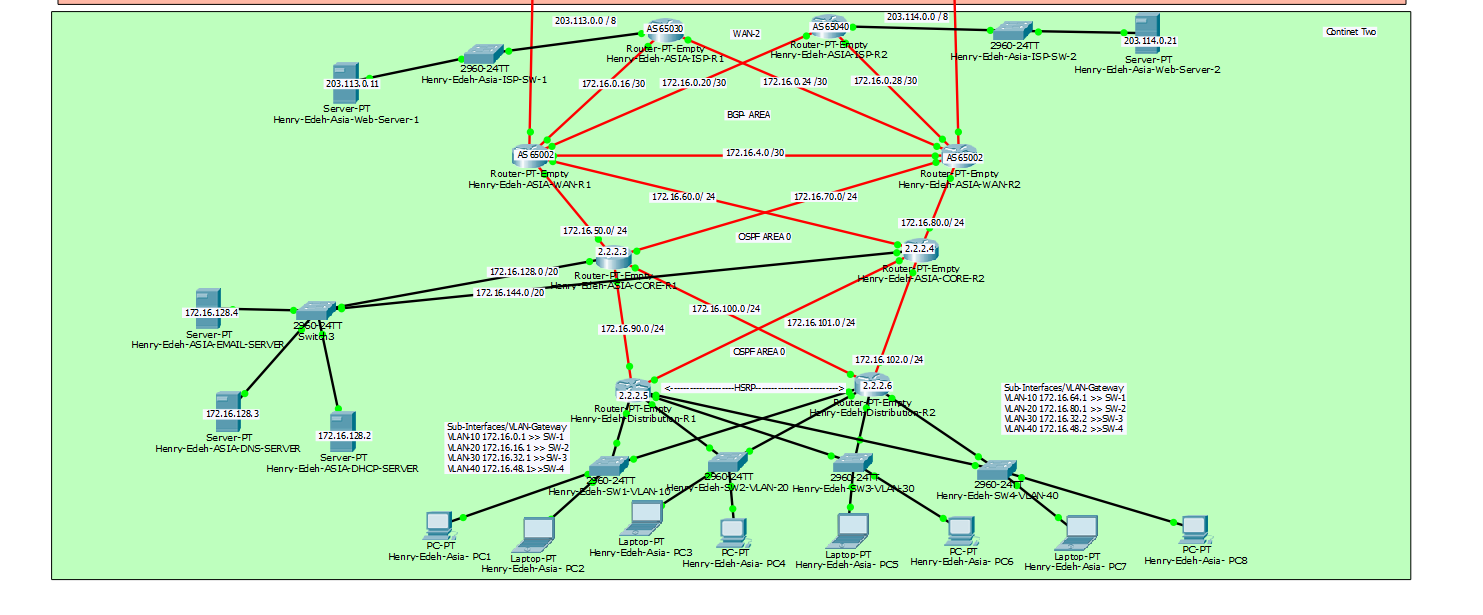 203.113.0.0 / 8
AS 65030
Router-PT-Empty
Henry-Edeh-ASIA-ISP-R1
WAN-2
AS 65040
Router-PT-Empty
Henry-Edeh-ASIA-ISP-R2
203.114.0.0 / 8
2960-24TT
Henry-Edeh-Asia-ISP-SW-2
203.114.0.21
Server-PT
Henry-Edeh-Asia-Web-Server-2
Continet Two
2960-24TT
Henry-Edeh-Asia-ISP-SW-1
203.113.0.11
Server-PT
Henry-Edeh-Asia-Web-Server-1
172.16.0.16 /30
172.16.0.20 /30
172.16.0.24 /30
172.16.0.28 /30
BGP- AREA
AS 65002
Router-PT-Empty
Henry-Edeh-ASIA-WAN-R1
172.16.4.0 /30
AS 65002
Router-PT-Empty
Henry-Edeh-ASIA-WAN-R2
172.16.60.0/ 24
172.16.70.0/ 24
172.16.50.0/ 24
OSPF AREA 0
172.16.80.0/ 24
2.2.2.3
Router-PT-Empty
Henry-Edeh-ASIA-CORE-R1
2.2.2.4
Router-PT-Empty
Henry-Edeh-ASIA-CORE-R2
172.16.128.0 /20
172.16.144.0 /20
172.16.128.4
Server-PT
Henry-Edeh-ASIA-EMAIL-SERVER
2960-24TT
Switch3
172.16.90.0 /24
172.16.100.0 /24
172.16.101.0 /24
OSPF AREA 0
172.16.102.0 /24
172.16.128.3
Server-PT
Henry-Edeh-ASIA-DNS-SERVER
172.16.128.2
Server-PT
Henry-Edeh-ASIA-DHCP-SERVER
<--------------------HSRP-------------------------->
2.2.2.5
Router-PT-Empty
Henry-Edeh-Distribution-R1
2.2.2.6
Router-PT-Empty
Henry-Edeh-Distribution-R2
Sub-Interfaces/VLAN-Gateway
VLAN-10 172.16.64.1 >> SW-1
VLAN-20 172.16.80.1 >> SW-2
VLAN-30 172.16.32.2 >>SW-3
VLAN-40 172.16.48.2 >>SW-4
Sub-Interfaces/VLAN-Gateway
VLAN-10 172.16.0.1 >> SW-1
VLAN-20 172.16.16.1 >> SW-2
VLAN-30 172.16.32.1 >>SW-3
VLAN-40 172.16.48.1>>SW-4
2960-24TT
Henry-Edeh-SW1-VLAN-10
2960-24TT
Henry-Edeh-SW2-VLAN-20
2960-24TT
Henry-Edeh-SW3-VLAN-30
2960-24TT
Henry-Edeh-SW4-VLAN-40
PC-PT
Henry-Edeh-Asia- PC1
Laptop-PT
Henry-Edeh-Asia- PC2
Laptop-PT
Henry-Edeh-Asia- PC3
PC-PT
Henry-Edeh-Asia- PC4
Laptop-PT
Henry-Edeh-Asia- PC5
PC-PT
Henry-Edeh-Asia- PC6
Laptop-PT
Henry-Edeh-Asia- PC7
PC-PT
Henry-Edeh-Asia- PC8